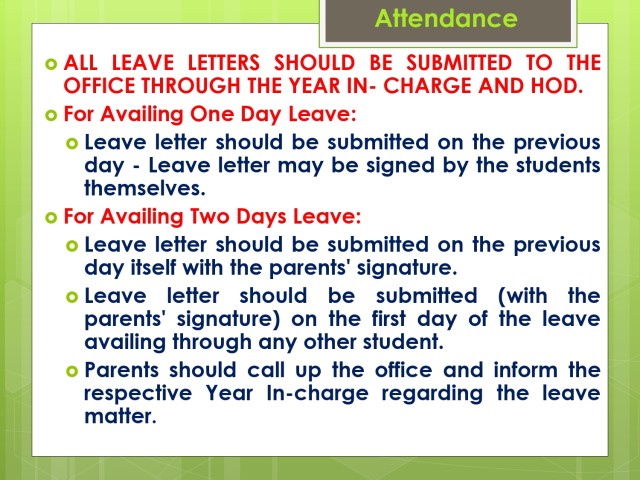 Attendance
ALL LEAVE LETTERS SHOULD BE SUBMITTED TO THE
OFFICE THROUGH THE YEAR IN- CHARGE AND HOD.
For Availing One Day Leave:
Leave letter should be submitted on the previous
day - Leave letter may be signed by the students
themselves.
For Availing Two Days Leave:
Leave letter should be submitted on the previous
day itself with the parents' signature.
Leave letter should be submitted (with the
parents' signature) on the first day of the leave
availing through any other student.
Parents should call up the office and inform the
respective Year In-charge regarding the leave
matter.